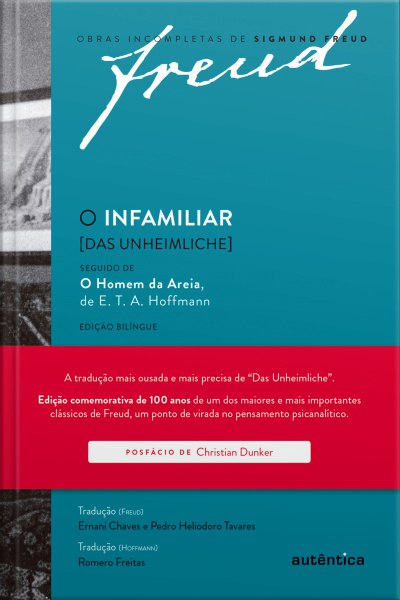 OBRAS INCOMPLETAS DE SIGMUND FREUD
freud
O INFAMILIAR
[DAS UNHEIMLICHE]
SEGUIDO DE
O Homem da Areia,
de E. T. A. Hoffmann
EDIÇÃO BILÍNGUE
A tradução mais ousada e mais precisa de “Das Unheimliche”.
Edição comemorativa de 100 anos de um dos maiores e mais importantes
clássicos de Freud, um ponto de virada no pensamento psicanalítico.
POSFÁCIO DE Christian Dunker
Tradução (FREUD)
Ernani Chaves e Pedro Heliodoro Tavares
Tradução (HOFFMANN)
Romero Freitas
autêntica